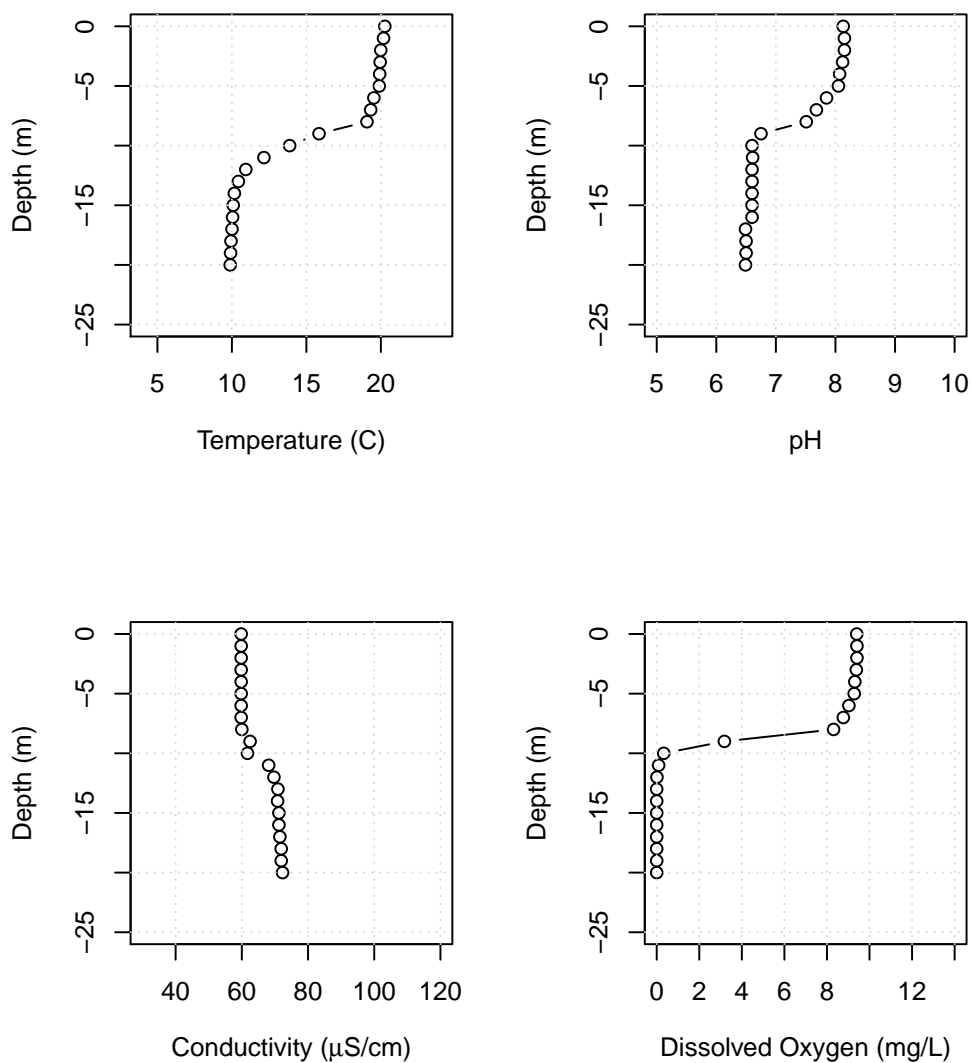 0
−5
−15
−25
Depth (m)
5 10 15 20
Temperature (C)
0
−5
−15
−25
Depth (m)
5 6 7 8 9 10
pH
0
−5
−15
−25
Depth (m)
40 60 80 100 120
Conductivity (μS/cm)
0
−5
−15
−25
Depth (m)
0 2 4 6 8 12
Dissolved Oxygen (mg/L)